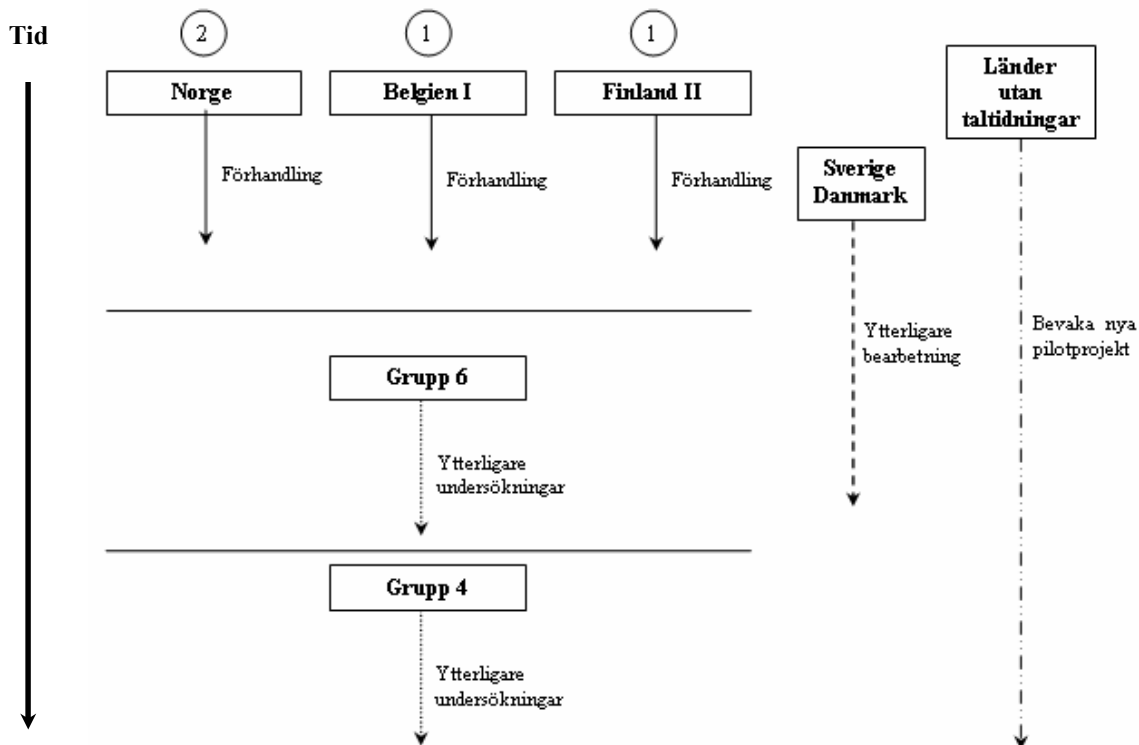 Tid
2
1
1
Norge
Belgien I
Finland II
Länder
utan
taltidningar
Förhandling
Förhandling
Förhandling
Sverige
Danmark
Ytterligare
bearbetning
Bevaka nya
pilotprojekt
Grupp 6
Ytterligare
undersökningar
Grupp 4
Ytterligare
undersökningar